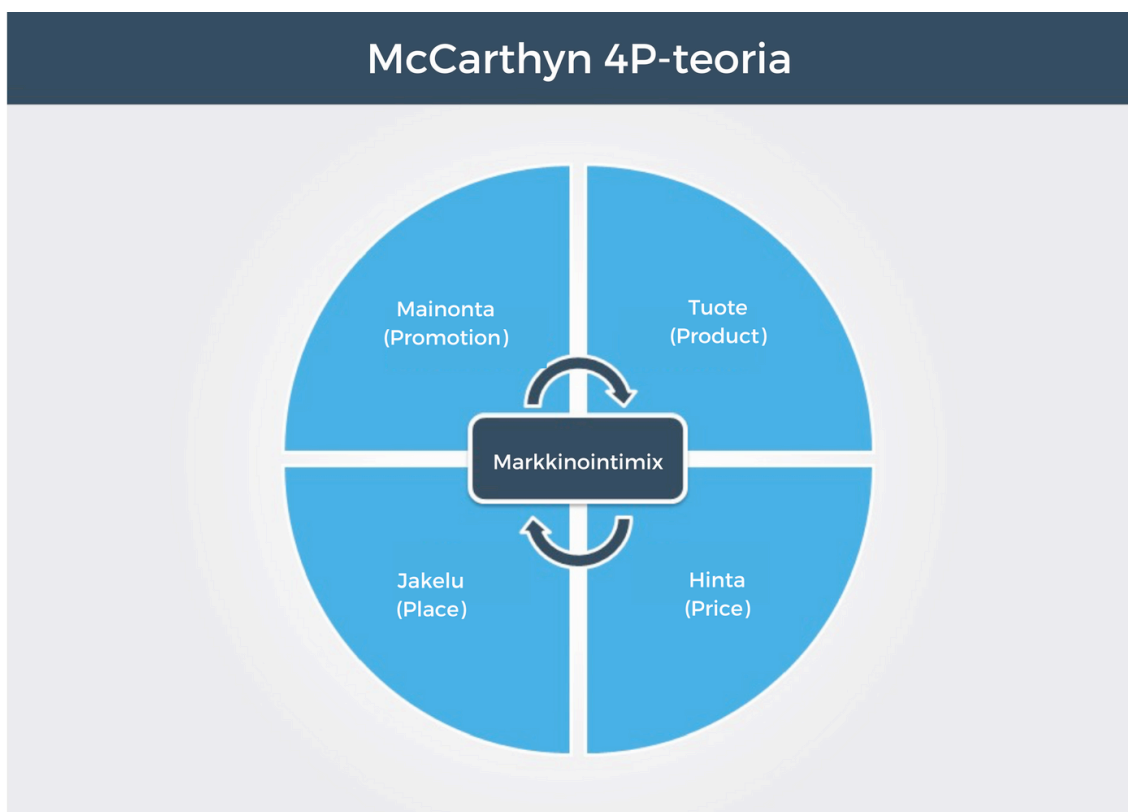 McCarthyn 4P-teoria
Mainonta
(Promotion)
Tuote
(Product)
Markkinointimix
Jakelu
(Place)
Hinta
(Price)